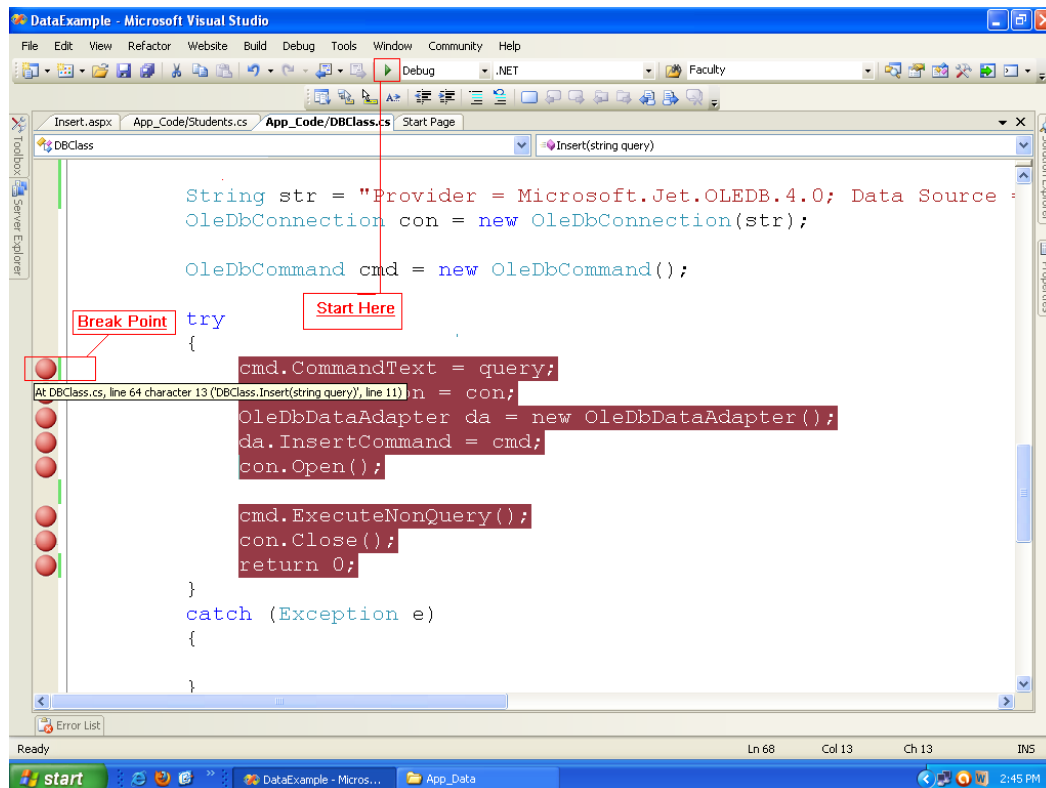 DataExample - Microsoft Visual Studio
File Edit View Refactor Website Build Debug Tools Window Community Help
Debug .NET Faculty
Insert.aspx App_Code/Students.cs App_Code/DBClass.cs Start Page
DBClass Insert(string query)
Toolbox
Server Explorer
Solution Explorer
Properties
String str = "Provider = Microsoft.Jet.OLEDB.4.0; Data Source =
OleDbConnection con = new OleDbConnection(str);
OleDbCommand cmd = new OleDbCommand();
Start Here
Break Point
try
{
cmd.CommandText = query;
At DBClass.cs, line 64 character 13 ('DBClass.Insert(string query)', line 11)
n = con;
OleDbDataAdapter da = new OleDbDataAdapter();
da.InsertCommand = cmd;
con.Open();
cmd.ExecuteNonQuery();
con.Close();
return 0;
}
catch (Exception e)
{
}
Error List
Ready Ln 68 Col 13 Ch 13 INS
start DataExample - Micros... App_Data 2:45 PM